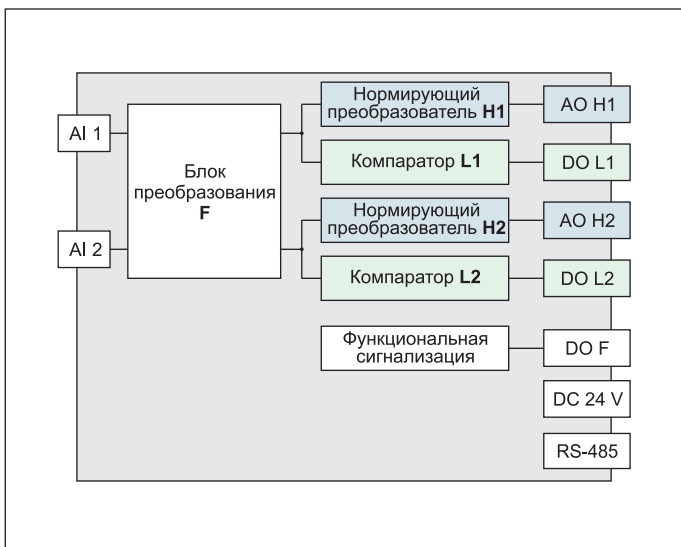 AI 1
AI 2
Блок
преобразования
F
Нормирующий
преобразователь H1
Компаратор L1
Нормирующий
преобразователь H2
Компаратор L2
Функциональная
сигнализация
AO H1
DO L1
AO H2
DO L2
DO F
DC 24 V
RS-485